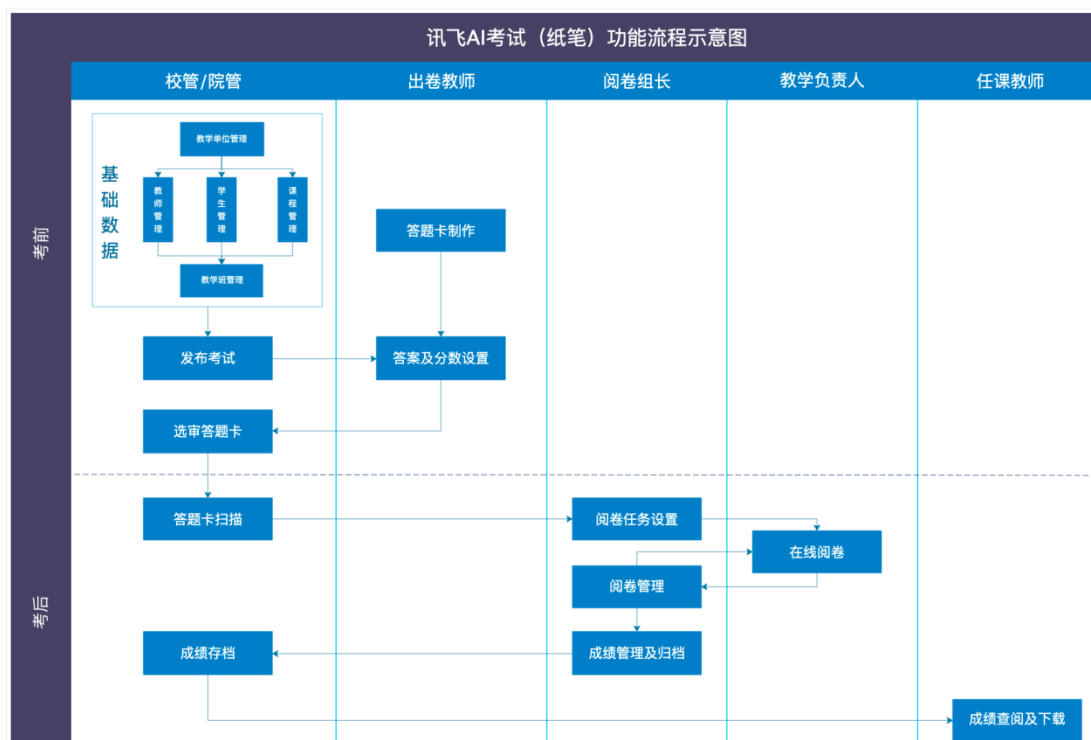 讯飞AI考试（纸笔）功能流程示意图
校管/院管
出卷教师
阅卷组长
教学负责人
任课教师
考前
基础数据
教学单位管理
教师管理
学生管理
课程管理
教学班管理
答题卡制作
发布考试
答案及分数设置
选审答题卡
考后
答题卡扫描
阅卷任务设置
在线阅卷
阅卷管理
成绩存档
成绩管理及归档
成绩查阅及下载